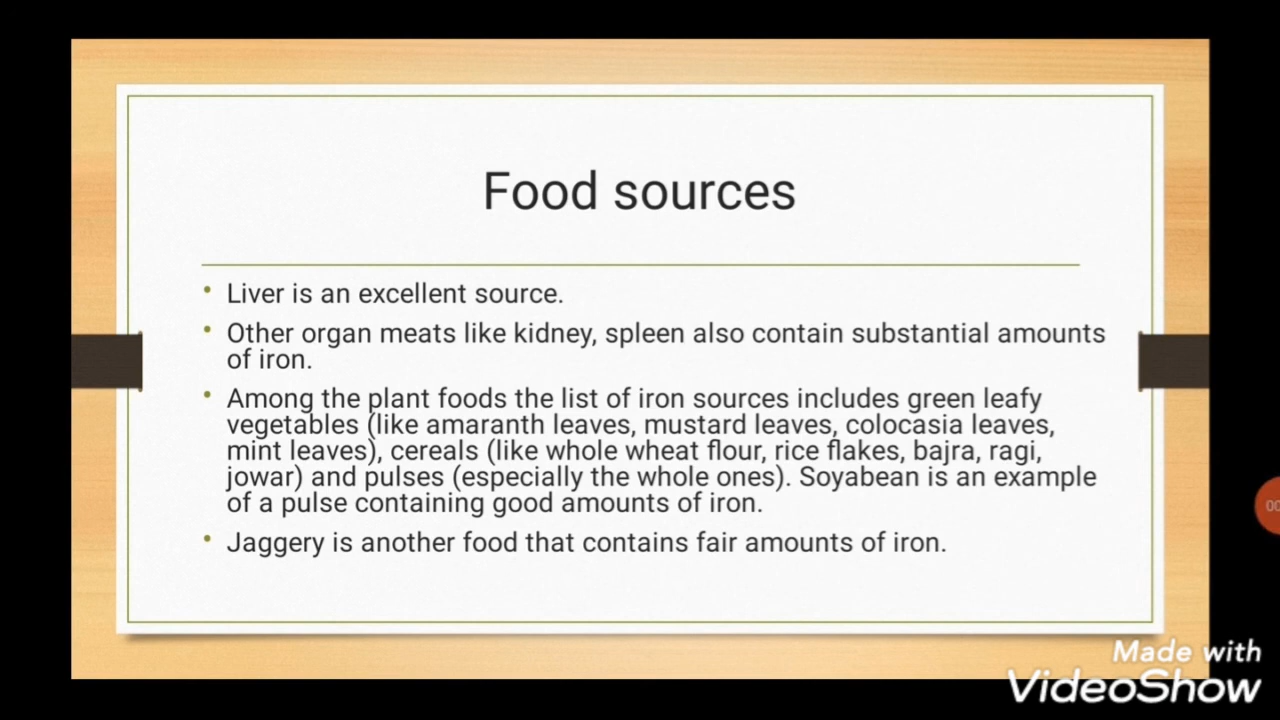 Food sources
• Liver is an excellent source.
• Other organ meats like kidney, spleen also contain substantial amounts
of iron.
• Among the plant foods the list of iron sources includes green leafy
vegetables (like amaranth leaves, mustard leaves, colocasia leaves,
mint leaves), cereals (like whole wheat flour, rice flakes, bajra, ragi,
jowar) and pulses (especially the whole ones). Soyabean is an example
of a pulse containing good amounts of iron.
• Jaggery is another food that contains fair amounts of iron.
00
Made with
VideoShow